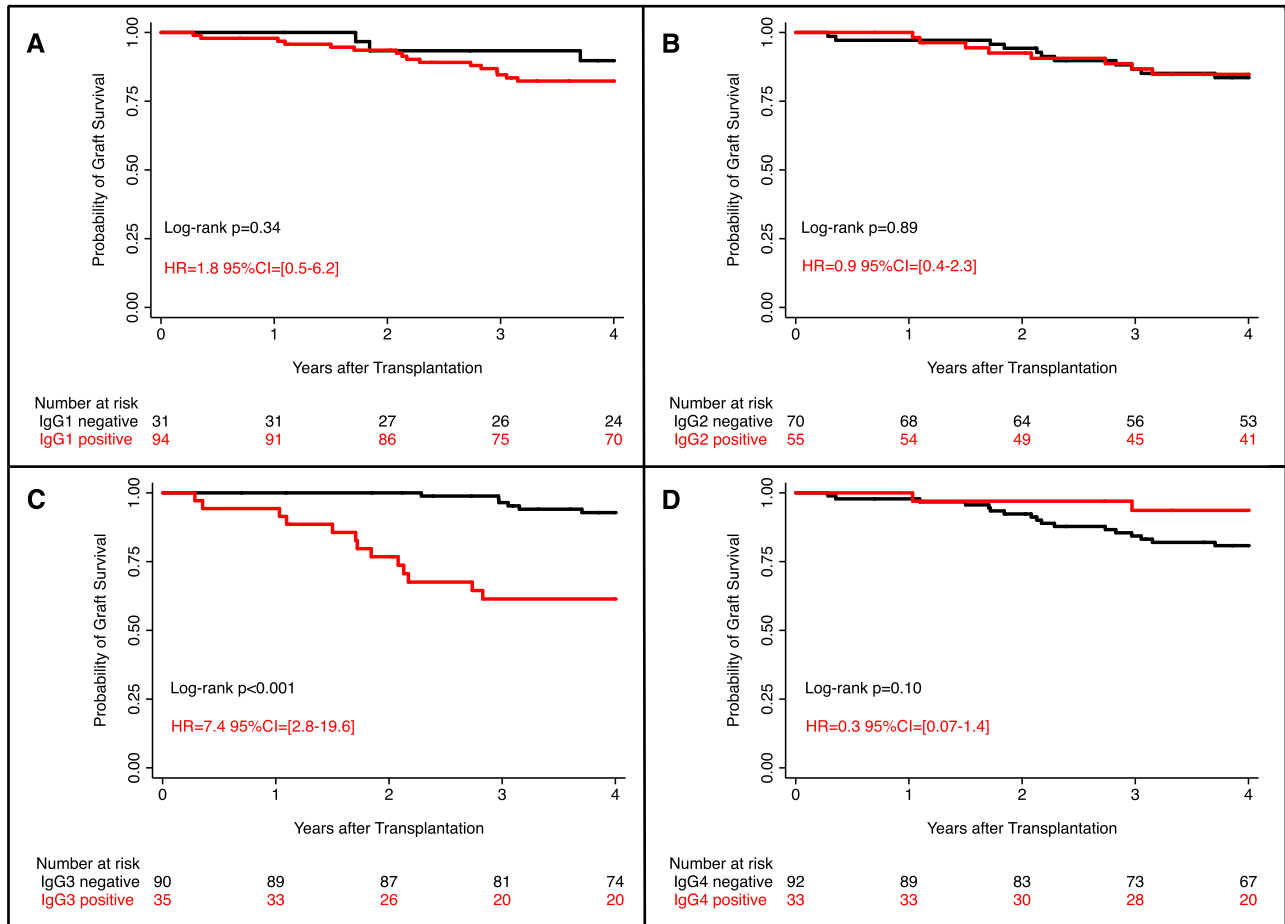 A
Probability of Graft Survival
1.00
0.75
0.50
0.25
0.00
Log-rank p=0.34
HR=1.8 95%CI=[0.5-6.2]
0 1 2 3 4
Years after Transplantation
Number at risk
IgG1 negative 31 31 27 26 24
IgG1 positive 94 91 86 75 70
B
Probability of Graft Survival
1.00
0.75
0.50
0.25
0.00
Log-rank p=0.89
HR=0.9 95%CI=[0.4-2.3]
0 1 2 3 4
Years after Transplantation
Number at risk
IgG2 negative 70 68 64 56 53
IgG2 positive 55 54 49 45 41
C
Probability of Graft Survival
1.00
0.75
0.50
0.25
0.00
Log-rank p<0.001
HR=7.4 95%CI=[2.8-19.6]
0 1 2 3 4
Years after Transplantation
Number at risk
IgG3 negative 90 89 87 81 74
IgG3 positive 35 33 26 20 20
D
Probability of Graft Survival
1.00
0.75
0.50
0.25
0.00
Log-rank p=0.10
HR=0.3 95%CI=[0.07-1.4]
0 1 2 3 4
Years after Transplantation
Number at risk
IgG4 negative 92 89 83 73 67
IgG4 positive 33 33 30 28 20